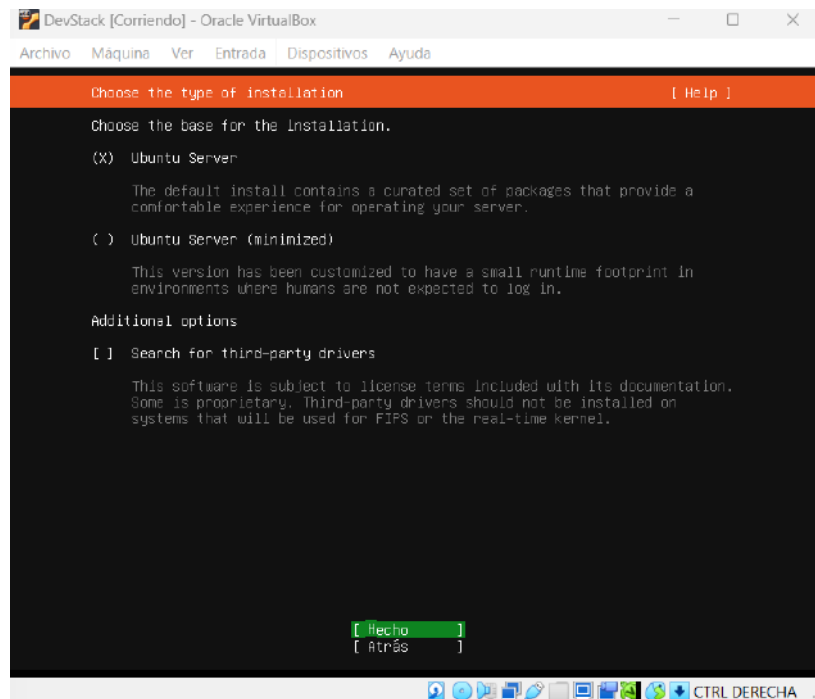 DevStack [Corriendo] - Oracle VirtualBox
Archivo Máquina Ver Entrada Dispositivos Ayuda
Choose the type of installation [ Help ]
Choose the base for the installation.
(X) Ubuntu Server
The default install contains a curated set of packages that provide a
comfortable experience for operating your server.
( ) Ubuntu Server (minimized)
This version has been customized to have a small runtime footprint in
environments where humans are not expected to log in.
Additional options
[ ] Search for third-party drivers
This software is subject to license terms included with its documentation.
Some is proprietary. Third-party drivers should not be installed on
systems that will be used for FIPS or the real-time kernel.
[ Hecho ]
[ Atrás ]
CTRL DERECHA